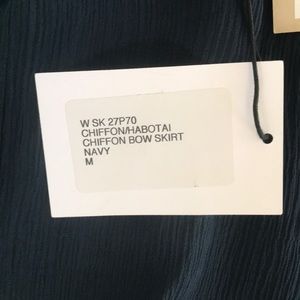 W SK 27P70
CHIFFON/HABOTAI
CHIFFON BOW SKIRT
NAVY
M